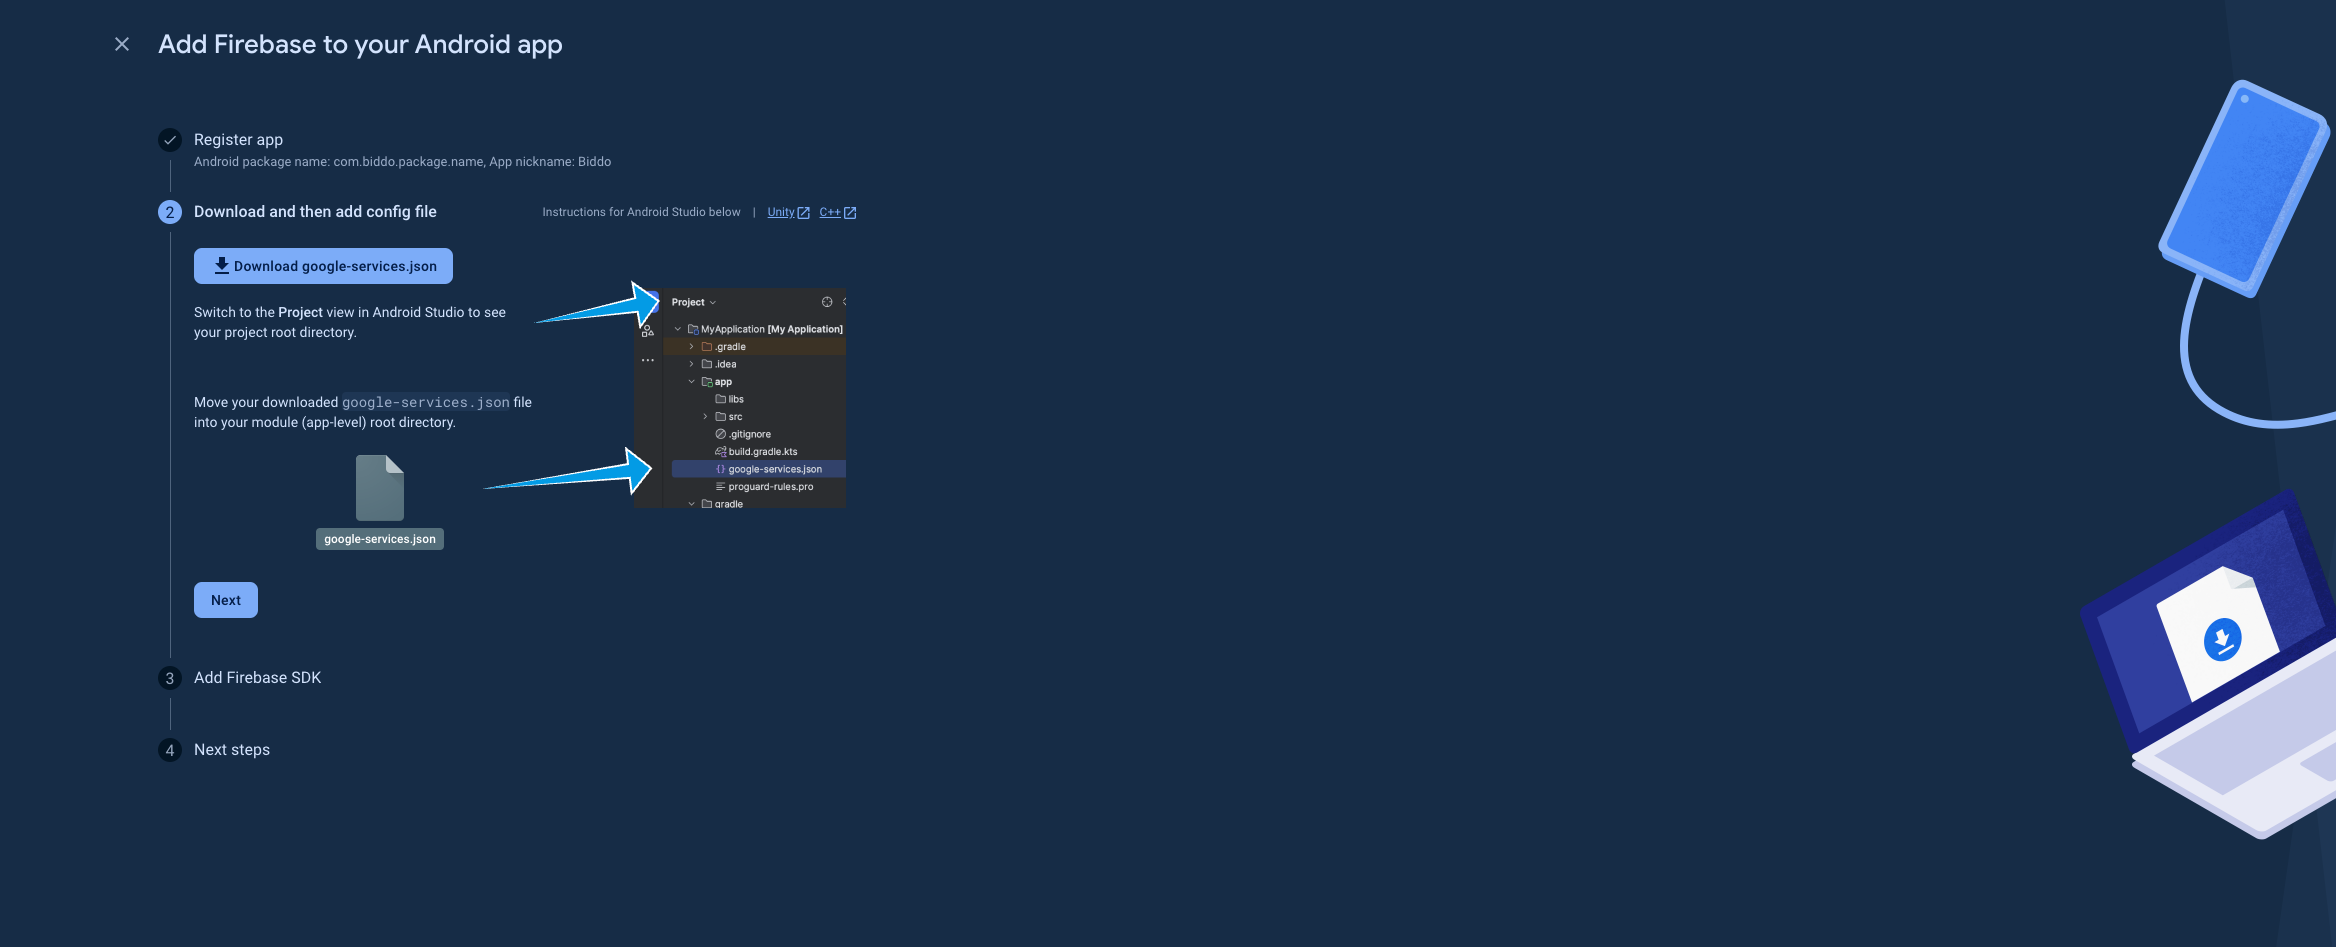 Add Firebase to your Android app
Register app
Android package name: com.biddo.package.name, App nickname: Biddo
2
Download and then add config file
Instructions for Android Studio below | Unity C++
Download google-services.json
Switch to the Project view in Android Studio to see
your project root directory.
Move your downloaded google-services.json file
into your module (app-level) root directory.
google-services.json
Project
MyApplication [My Application]
.gradle
.idea
app
libs
src
.gitignore
build.gradle.kts
google-services.json
proguard-rules.pro
gradle
Next
3
Add Firebase SDK
4
Next steps